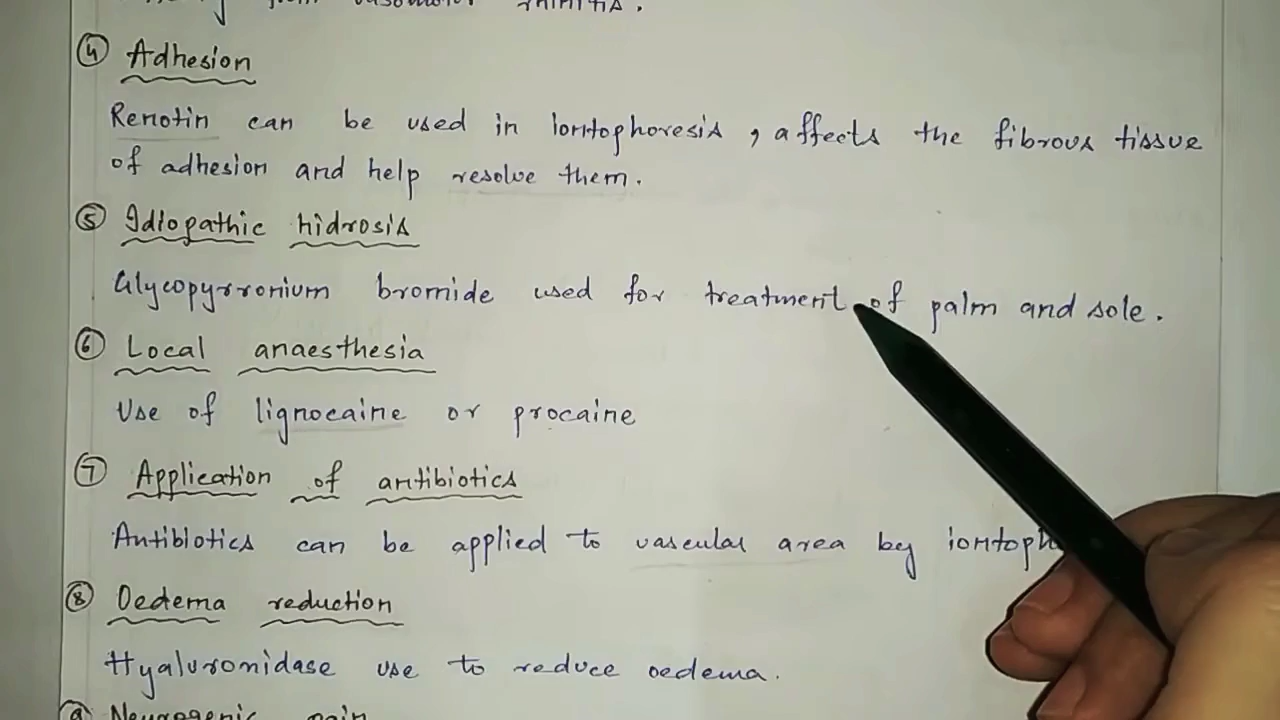 ④ Adhesion
Renotin can be used in iontophoresis, affects the fibrous tissue
of adhesion and help resolve them.
⑤ Idiopathic hidrosis
Glycopyrronium bromide used for treatment of palm and sole.
⑥ Local anaesthesia
Use of lignocaine or procaine
⑦ Application of antibiotics
Antibiotics can be applied to vascular area by
⑧ Oedema reduction
Hyaluronidase use to reduce oedema.
⑨ Neurogenic pain